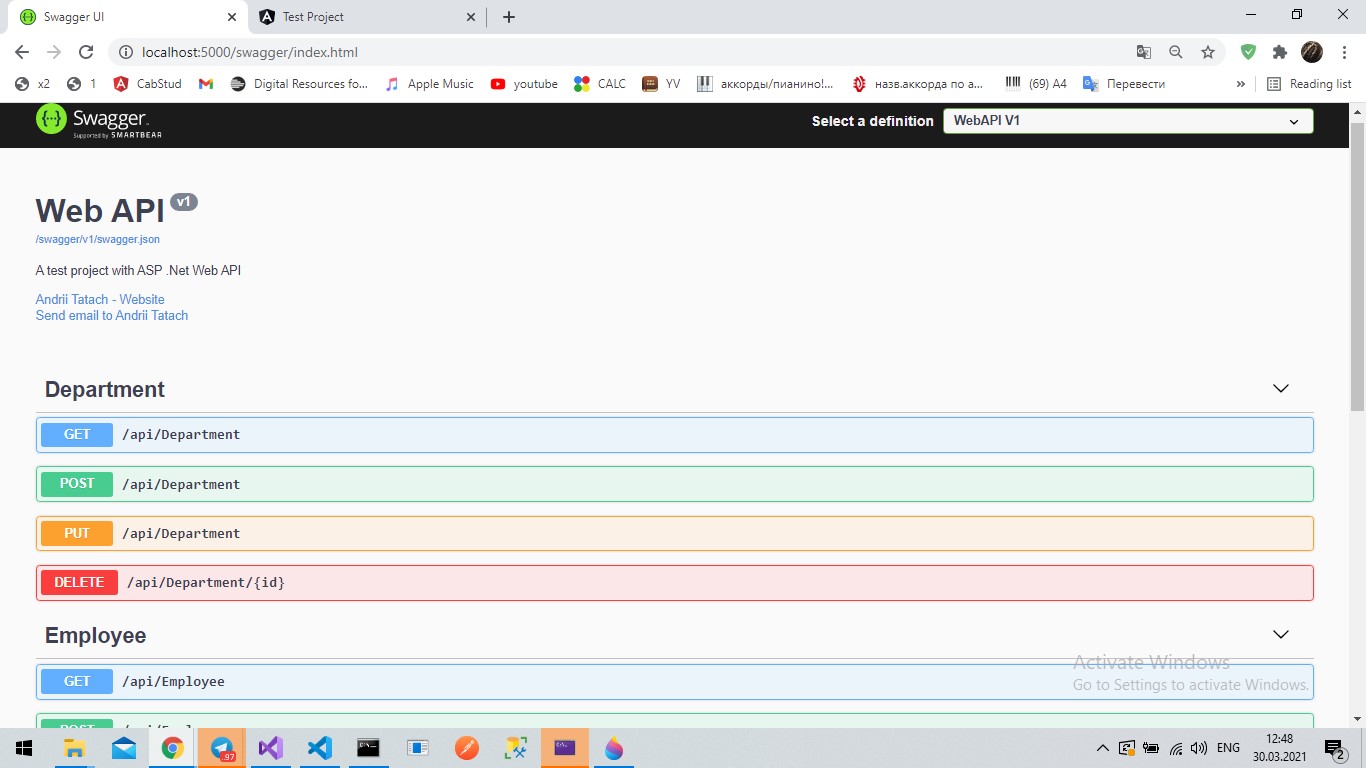 Swagger UI
Test Project
localhost:5000/swagger/index.html
x2
1
CabStud
Digital Resources fo...
Apple Music
youtube
CALC
YV
аккорды/пианино!...
назв.аккорда по а...
(69) A4
Перевести
»
Reading list
Swagger.
Supported by SMARTBEAR
Select a definition
WebAPI V1
Web API v1
/swagger/v1/swagger.json
A test project with ASP .Net Web API
Andrii Tatach - Website
Send email to Andrii Tatach
Department
GET /api/Department
POST /api/Department
PUT /api/Department
DELETE /api/Department/{id}
Employee
GET /api/Employee
Activate Windows
Go to Settings to activate Windows.
POST
97
ENG
12:48
30.03.2021
2